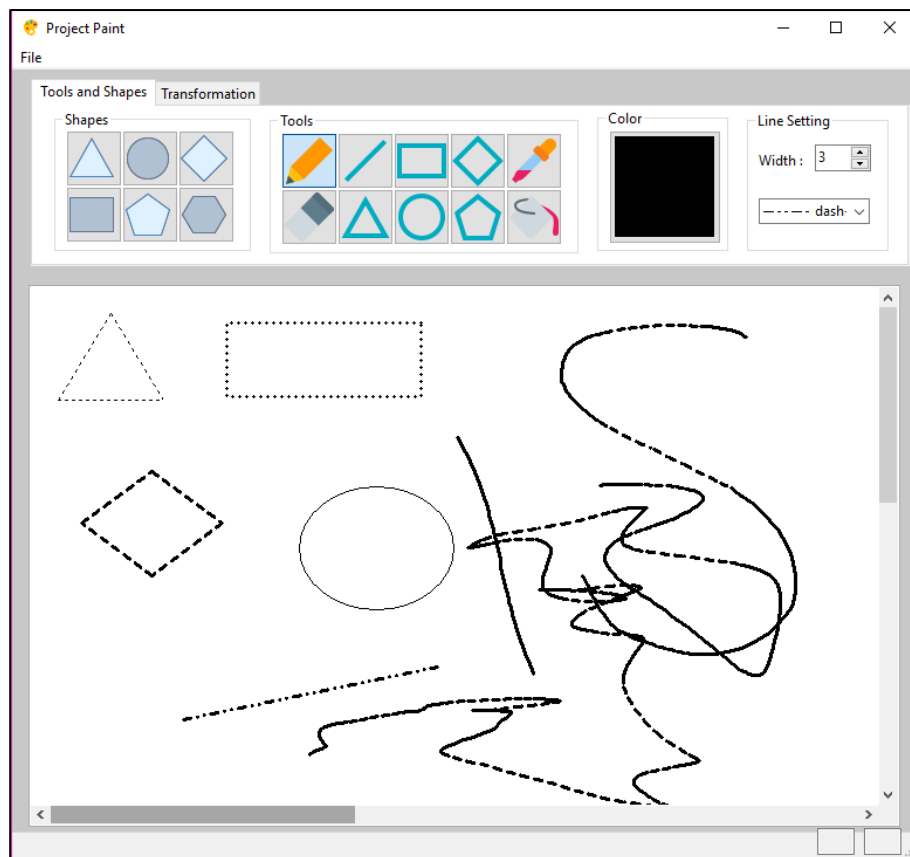 Project Paint
File
Tools and Shapes Transformation
Shapes Tools Color Line Setting
Width : 3
dash-